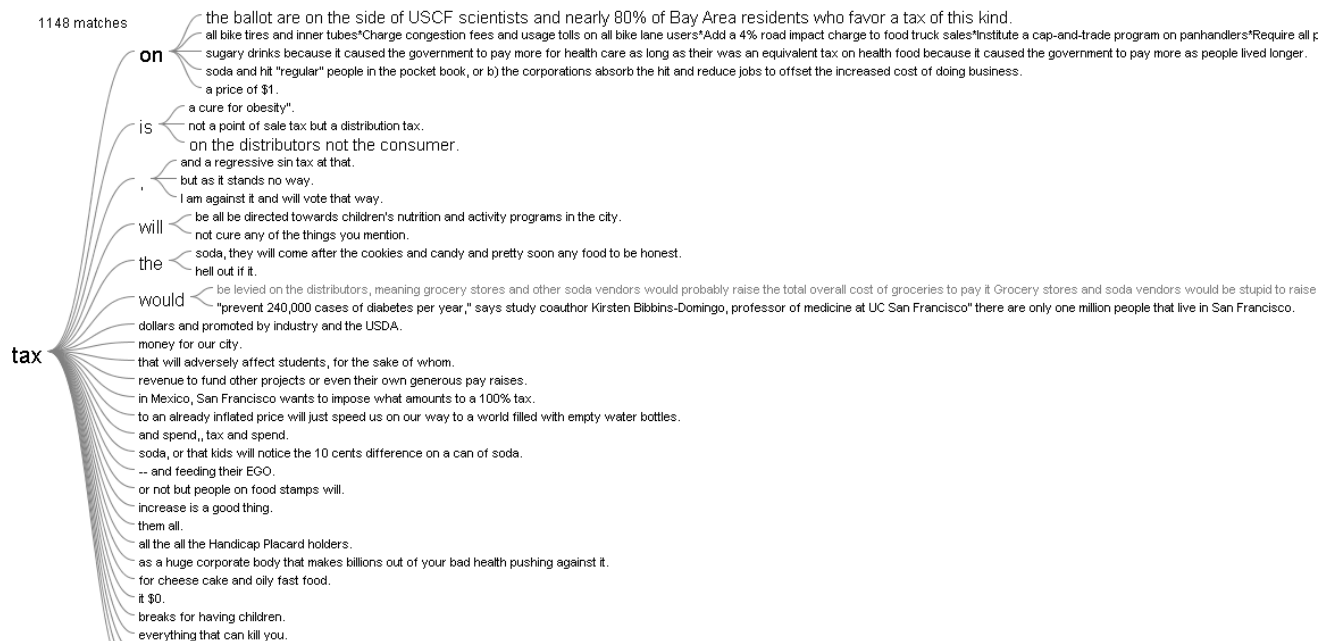 1148 matches
tax
on
the ballot are on the side of USCF scientists and nearly 80% of Bay Area residents who favor a tax of this kind.
all bike tires and inner tubes*Charge congestion fees and usage tolls on all bike lane users*Add a 4% road impact charge to food truck sales*Institute a cap-and-trade program on panhandlers*Require all
sugary drinks because it caused the government to pay more for health care as long as their was an equivalent tax on health food because it caused the government to pay more as people lived longer.
soda and hit "regular" people in the pocket book, or b) the corporations absorb the hit and reduce jobs to offset the increased cost of doing business.
a price of $1.
is
a cure for obesity".
not a point of sale tax but a distribution tax.
on the distributors not the consumer.
,
and a regressive sin tax at that.
but as it stands no way.
I am against it and will vote that way.
will
be all be directed towards children's nutrition and activity programs in the city.
not cure any of the things you mention.
the
soda, they will come after the cookies and candy and pretty soon any food to be honest.
hell out if it.
would
be levied on the distributors, meaning grocery stores and other soda vendors would probably raise the total overall cost of groceries to pay it Grocery stores and soda vendors would be stupid to raise
"prevent 240,000 cases of diabetes per year," says study coauthor Kirsten Bibbins-Domingo, professor of medicine at UC San Francisco" there are only one million people that live in San Francisco.
dollars and promoted by industry and the USDA.
money for our city.
that will adversely affect students, for the sake of whom.
revenue to fund other projects or even their own generous pay raises.
in Mexico, San Francisco wants to impose what amounts to a 100% tax.
to an already inflated price will just speed us on our way to a world filled with empty water bottles.
and spend,, tax and spend.
soda, or that kids will notice the 10 cents difference on a can of soda.
-- and feeding their EGO.
or not but people on food stamps will.
increase is a good thing.
them all.
all the all the Handicap Placard holders.
as a huge corporate body that makes billions out of your bad health pushing against it.
for cheese cake and oily fast food.
it $0.
breaks for having children.
everything that can kill you.